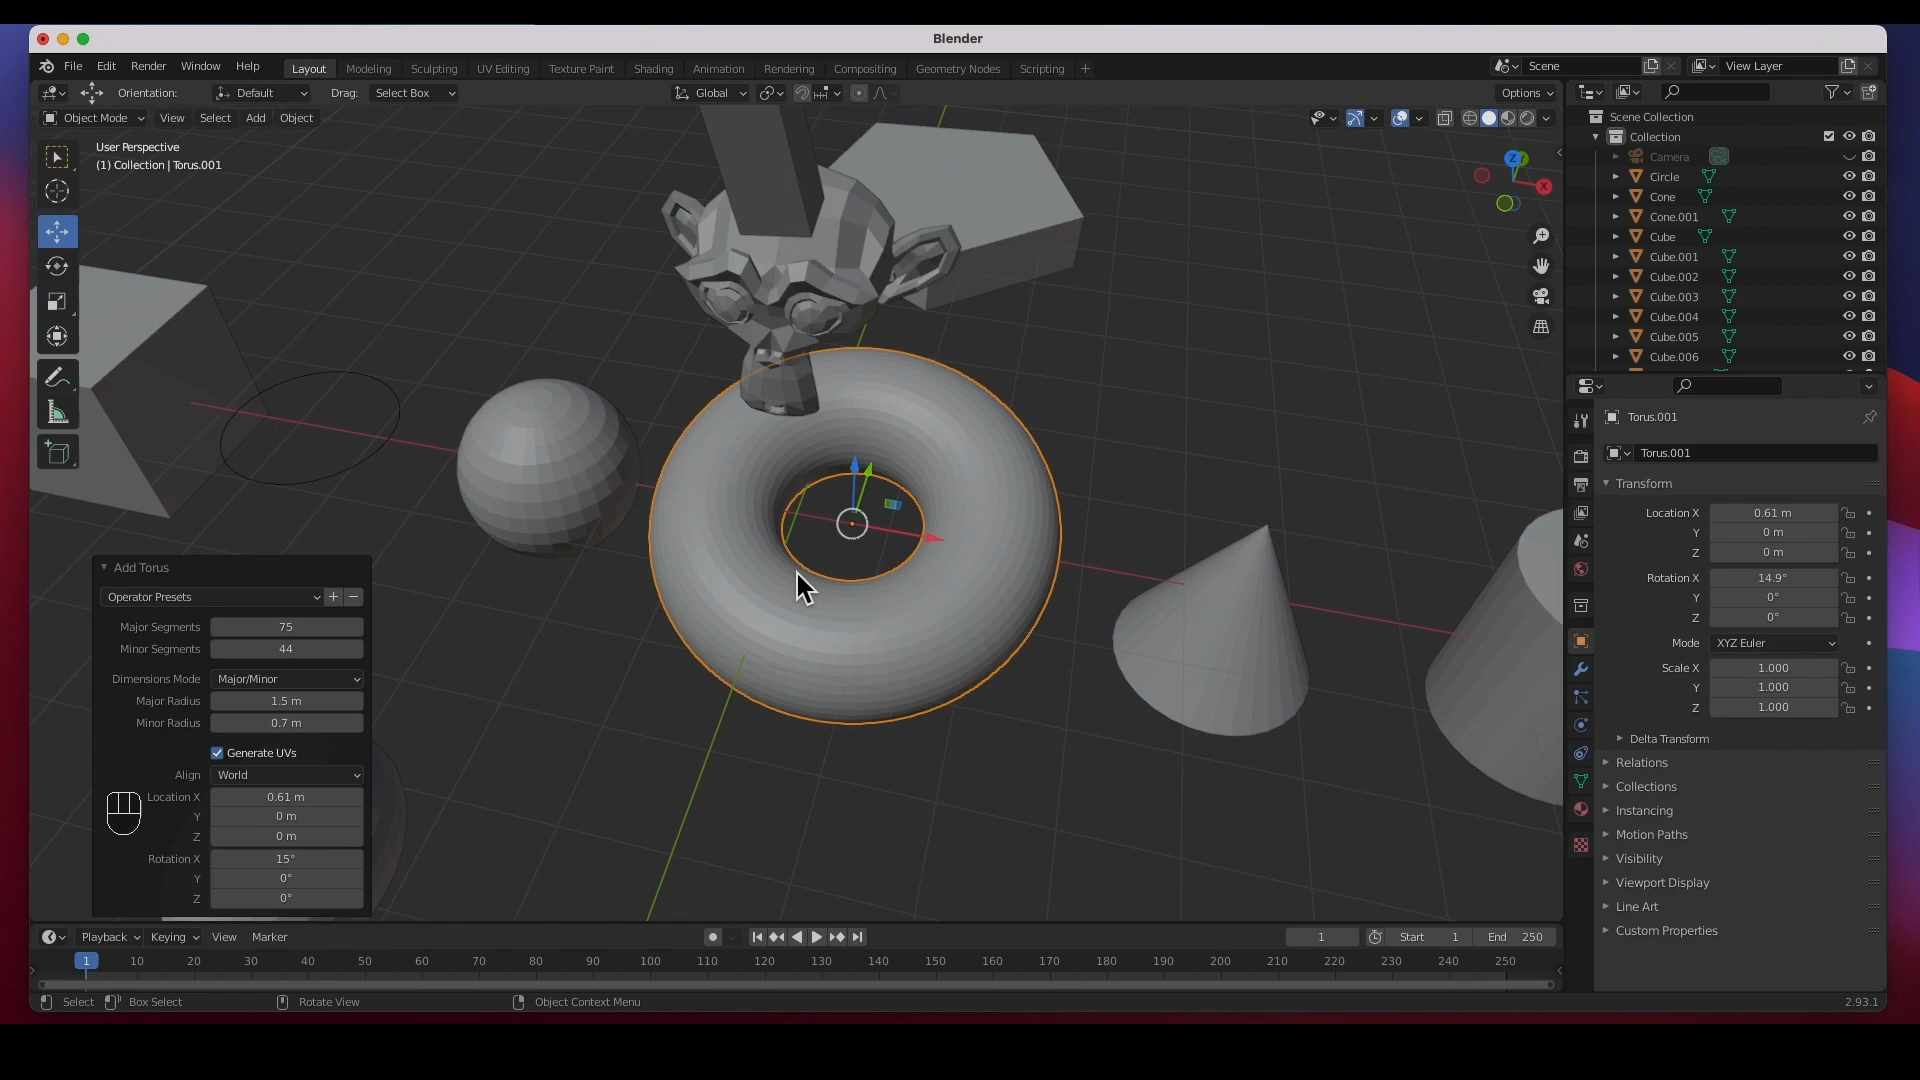 Blender
File Edit Render Window Help
Layout Modeling Sculpting UV Editing Texture Paint Shading Animation Rendering Compositing Geometry Nodes Scripting +
Scene
View Layer
Orientation: Default Drag: Select Box
Global
Options
Object Mode View Select Add Object
User Perspective
(1) Collection | Torus.001
Z
Y
X
Scene Collection
Collection
Camera
Circle
Cone
Cone.001
Cube
Cube.001
Cube.002
Cube.003
Cube.004
Cube.005
Cube.006
Torus.001
Torus.001
Transform
Location X 0.61 m
Y 0 m
Z 0 m
Rotation X 14.9°
Y 0°
Z 0°
Mode XYZ Euler
Scale X 1.000
Y 1.000
Z 1.000
Delta Transform
Relations
Collections
Instancing
Motion Paths
Visibility
Viewport Display
Line Art
Custom Properties
Add Torus
Operator Presets + −
Major Segments 75
Minor Segments 44
Dimensions Mode Major/Minor
Major Radius 1.5 m
Minor Radius 0.7 m
Generate UVs
Align World
Location X 0.61 m
Y 0 m
Z 0 m
Rotation X 15°
Y 0°
Z 0°
Playback Keying View Marker
1
Start 1
End 250
1 10 20 30 40 50 60 70 80 90 100 110 120 130 140 150 160 170 180 190 200 210 220 230 240 250
Select Box Select Rotate View Object Context Menu
2.93.1